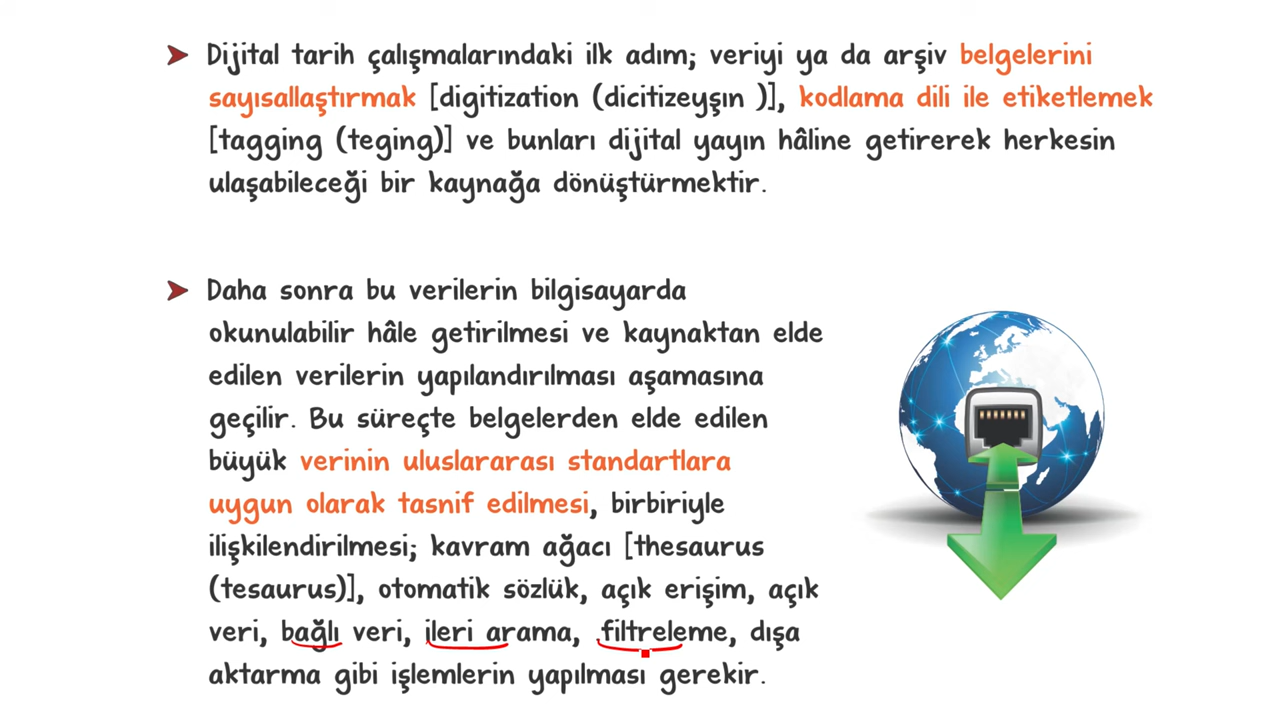 Dijital tarih çalışmalarındaki ilk adım; veriyi ya da arşiv belgelerini
sayısallaştırmak [digitization (dicitizeyşın )], kodlama dili ile etiketlemek
[tagging (teging)] ve bunları dijital yayın hâline getirerek herkesin
ulaşabileceği bir kaynağa dönüştürmektir.
Daha sonra bu verilerin bilgisayarda
okunulabilir hâle getirilmesi ve kaynaktan elde
edilen verilerin yapılandırılması aşamasına
geçilir. Bu süreçte belgelerden elde edilen
büyük verinin uluslararası standartlara
uygun olarak tasnif edilmesi, birbiriyle
ilişkilendirilmesi; kavram ağacı [thesaurus
(tesaurus)], otomatik sözlük, açık erişim, açık
veri, bağlı veri, ileri arama, filtreleme, dışa
aktarma gibi işlemlerin yapılması gerekir.